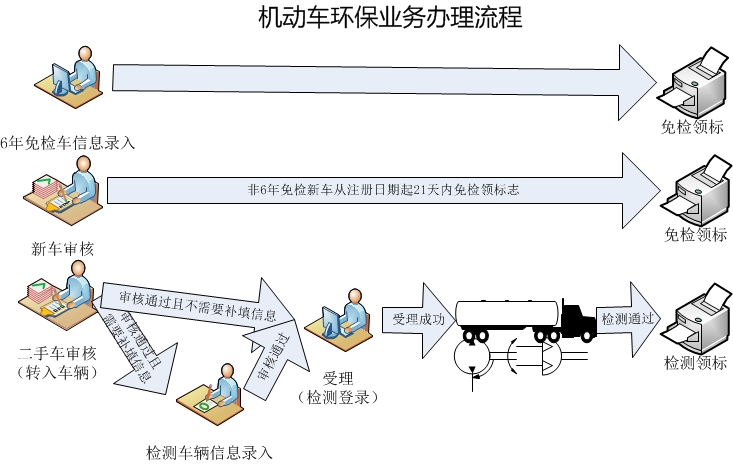 机动车环保业务办理流程
6年免检车信息录入
免检领标
非6年免检新车从注册日期起21天内免检领标志
新车审核
免检领标
审核通过且不需要补填信息
审核通过且
需要补填信息
审核通过
受理成功
检测通过
二手车审核
（转入车辆）
受理
（检测登录）
检测领标
检测车辆信息录入